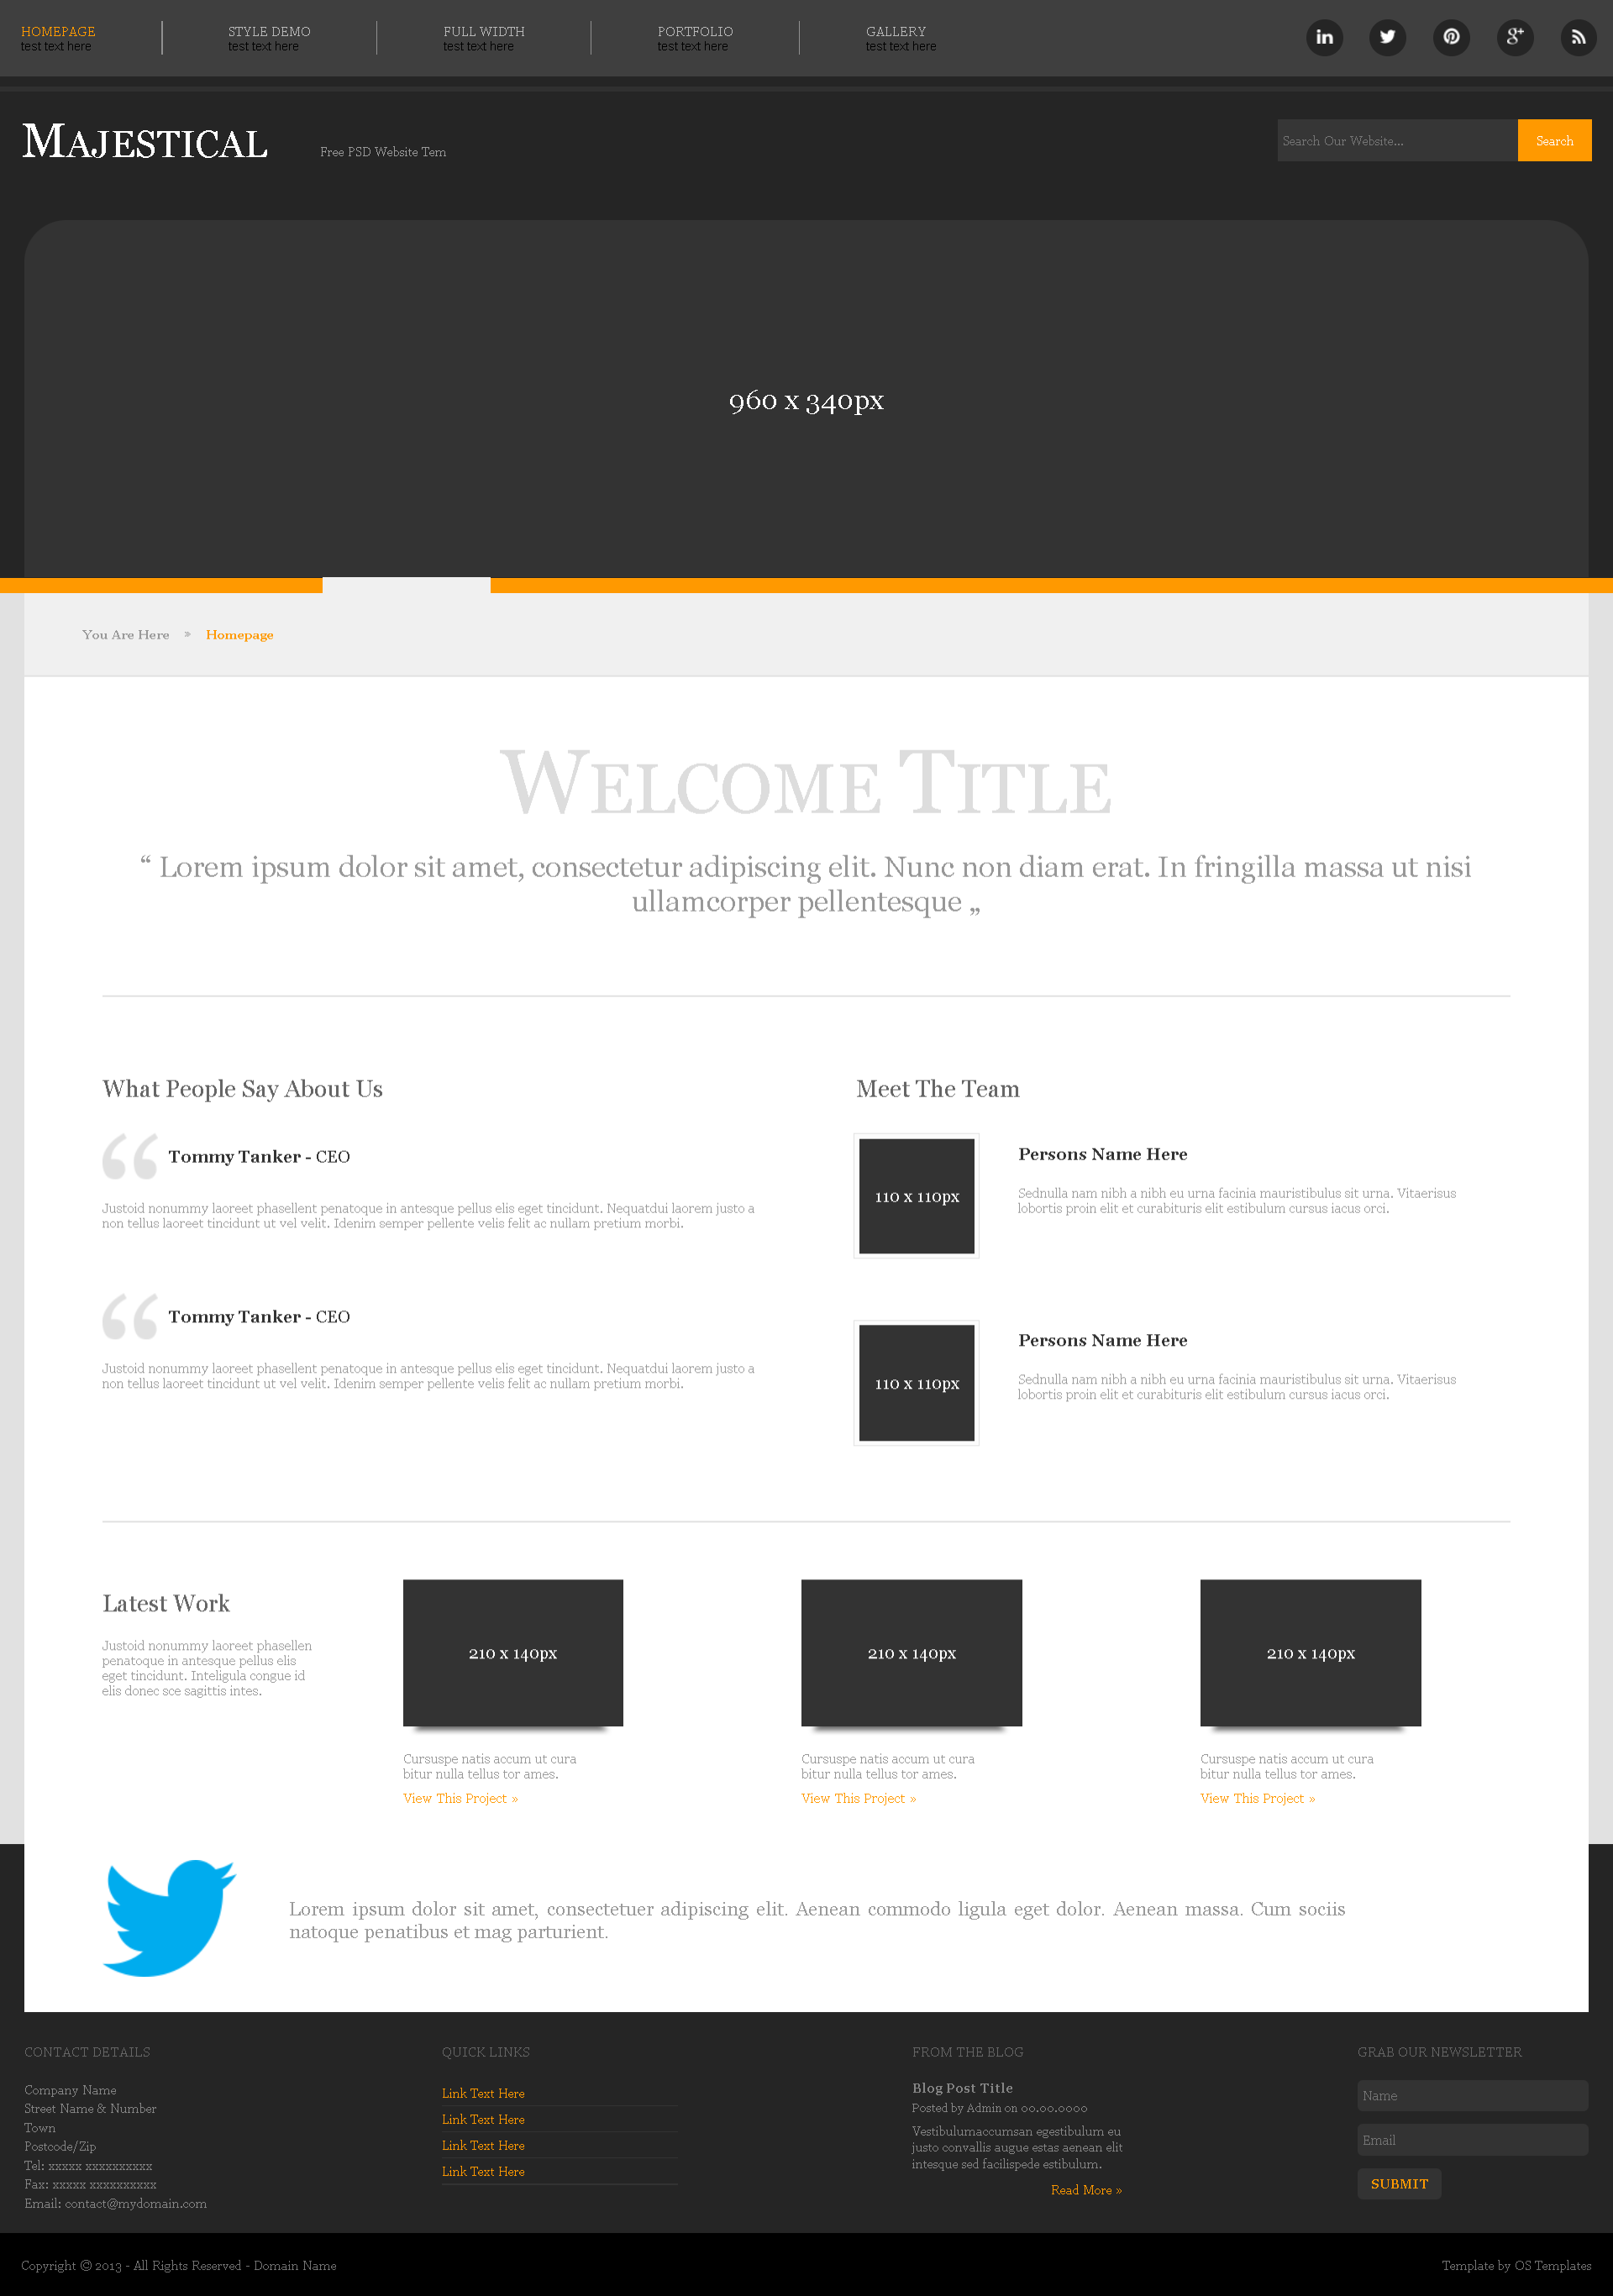 HOMEPAGE
test text here
STYLE DEMO
test text here
FULL WIDTH
test text here
PORTFOLIO
test text here
GALLERY
test text here
in
g+
MAJESTICAL
Free PSD Website Tem
Search Our Website...
Search
960 x 340px
You Are Here » Homepage
WELCOME TITLE
“ Lorem ipsum dolor sit amet, consectetur adipiscing elit. Nunc non diam erat. In fringilla massa ut nisi
ullamcorper pellentesque „
What People Say About Us
Tommy Tanker - CEO
Justoid nonummy laoreet phasellent penatoque in antesque pellus elis eget tincidunt. Nequatdui laorem justo a
non tellus laoreet tincidunt ut vel velit. Idenim semper pellente velis felit ac nullam pretium morbi.
Tommy Tanker - CEO
Justoid nonummy laoreet phasellent penatoque in antesque pellus elis eget tincidunt. Nequatdui laorem justo a
non tellus laoreet tincidunt ut vel velit. Idenim semper pellente velis felit ac nullam pretium morbi.
Meet The Team
110 x 110px
Persons Name Here
Sednulla nam nibh a nibh eu urna facinia mauristibulus sit urna. Vitaerisus
lobortis proin elit et curabituris elit estibulum cursus iacus orci.
110 x 110px
Persons Name Here
Sednulla nam nibh a nibh eu urna facinia mauristibulus sit urna. Vitaerisus
lobortis proin elit et curabituris elit estibulum cursus iacus orci.
Latest Work
Justoid nonummy laoreet phasellen
penatoque in antesque pellus elis
eget tincidunt. Inteligula congue id
elis donec sce sagittis intes.
210 x 140px
Cursuspe natis accum ut cura
bitur nulla tellus tor ames.
View This Project »
210 x 140px
Cursuspe natis accum ut cura
bitur nulla tellus tor ames.
View This Project »
210 x 140px
Cursuspe natis accum ut cura
bitur nulla tellus tor ames.
View This Project »
Lorem ipsum dolor sit amet, consectetuer adipiscing elit. Aenean commodo ligula eget dolor. Aenean massa. Cum sociis
natoque penatibus et mag parturient.
CONTACT DETAILS
Company Name
Street Name & Number
Town
Postcode/Zip
Tel: xxxxx xxxxxxxxxx
Fax: xxxxx xxxxxxxxxx
Email: contact@mydomain.com
QUICK LINKS
Link Text Here
Link Text Here
Link Text Here
Link Text Here
FROM THE BLOG
Blog Post Title
Posted by Admin on 00.00.0000
Vestibulumaccumsan egestibulum eu
justo convallis augue estas aenean elit
intesque sed facilispede estibulum.
Read More »
GRAB OUR NEWSLETTER
Name
Email
SUBMIT
Copyright © 2013 - All Rights Reserved - Domain Name
Template by OS Templates